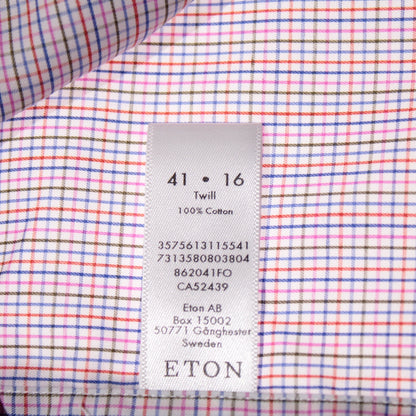 41 • 16
Twill
100% Cotton
3575613115541
7313580803804
862041FO
CA52439
Eton AB
Box 15002
50771 Gånghester
Sweden
ETON